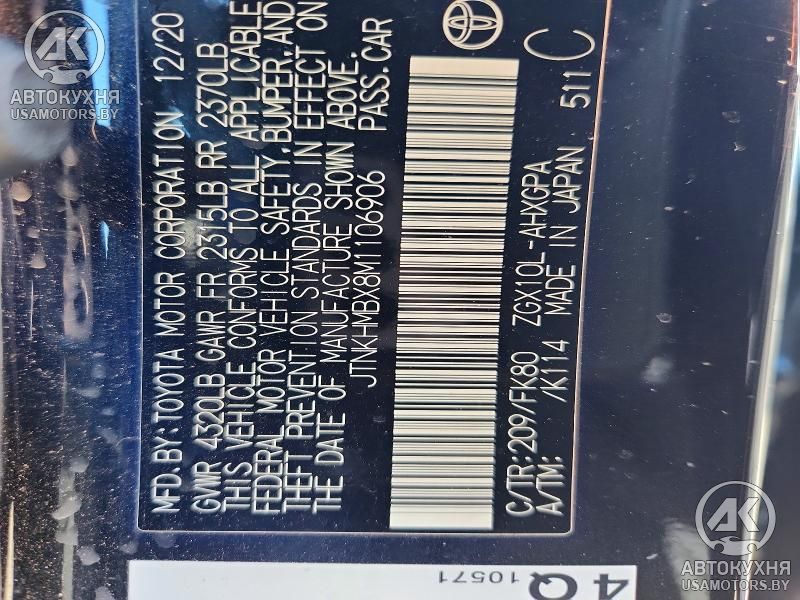 MFD.BY:TOYOTA MOTOR CORPORATION 12/20
GVWR 4320LB GAWR FR 2315LB RR 2370LB
THIS VEHICLE CONFORMS TO ALL APPLICABLE
FEDERAL MOTOR VEHICLE SAFETY,BUMPER,AND
THEFT PREVENTION STANDARDS IN EFFECT ON
THE DATE OF MANUFACTURE SHOWN ABOVE.
JTNKHMBX8M1106906 PASS.CAR
C/TR:209/FK80 ZGX10L-AHXGPA
A/TM: /K114 MADE IN JAPAN 511 C
4Q
10571
АК
АВТОКУХНЯ
USAMOTORS.BY
АК
АВТОКУХНЯ
USAMOTORS.BY